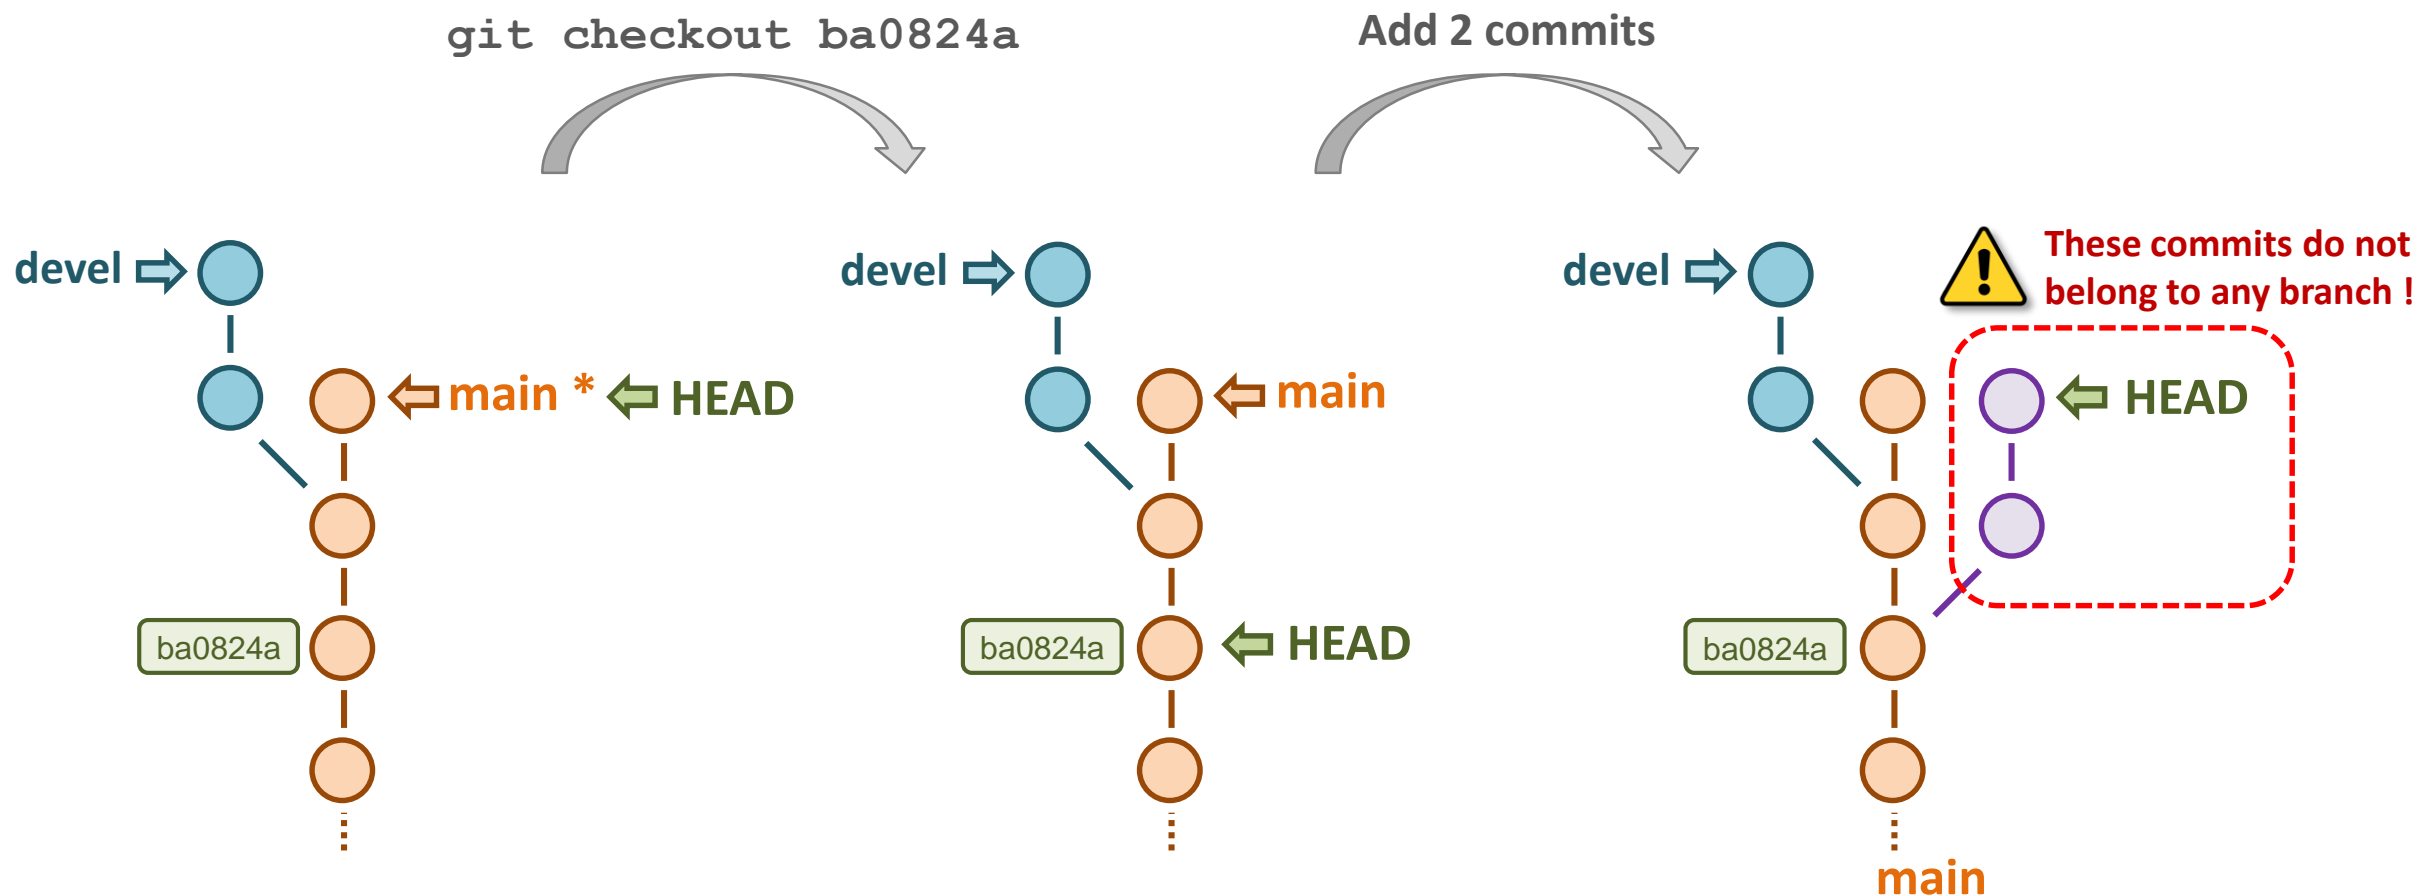 git checkout ba0824a
Add 2 commits
devel
main *
HEAD
ba0824a
devel
main
ba0824a
HEAD
devel
These commits do not
belong to any branch !
HEAD
ba0824a
main